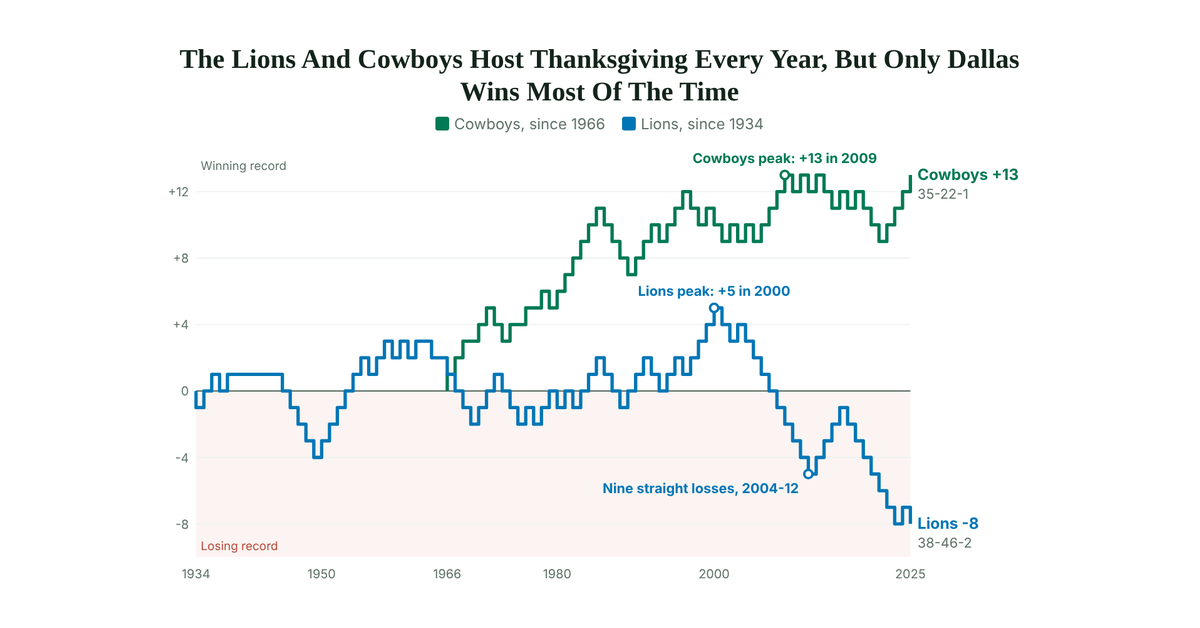 The Lions And Cowboys Host Thanksgiving Every Year, But Only Dallas
Wins Most Of The Time
Cowboys, since 1966 Lions, since 1934
Winning record
Cowboys peak: +13 in 2009
Cowboys +13
35-22-1
+12
+8
Lions peak: +5 in 2000
+4
0
-4
Nine straight losses, 2004-12
-8
Lions -8
38-46-2
Losing record
1934 1950 1966 1980 2000 2025